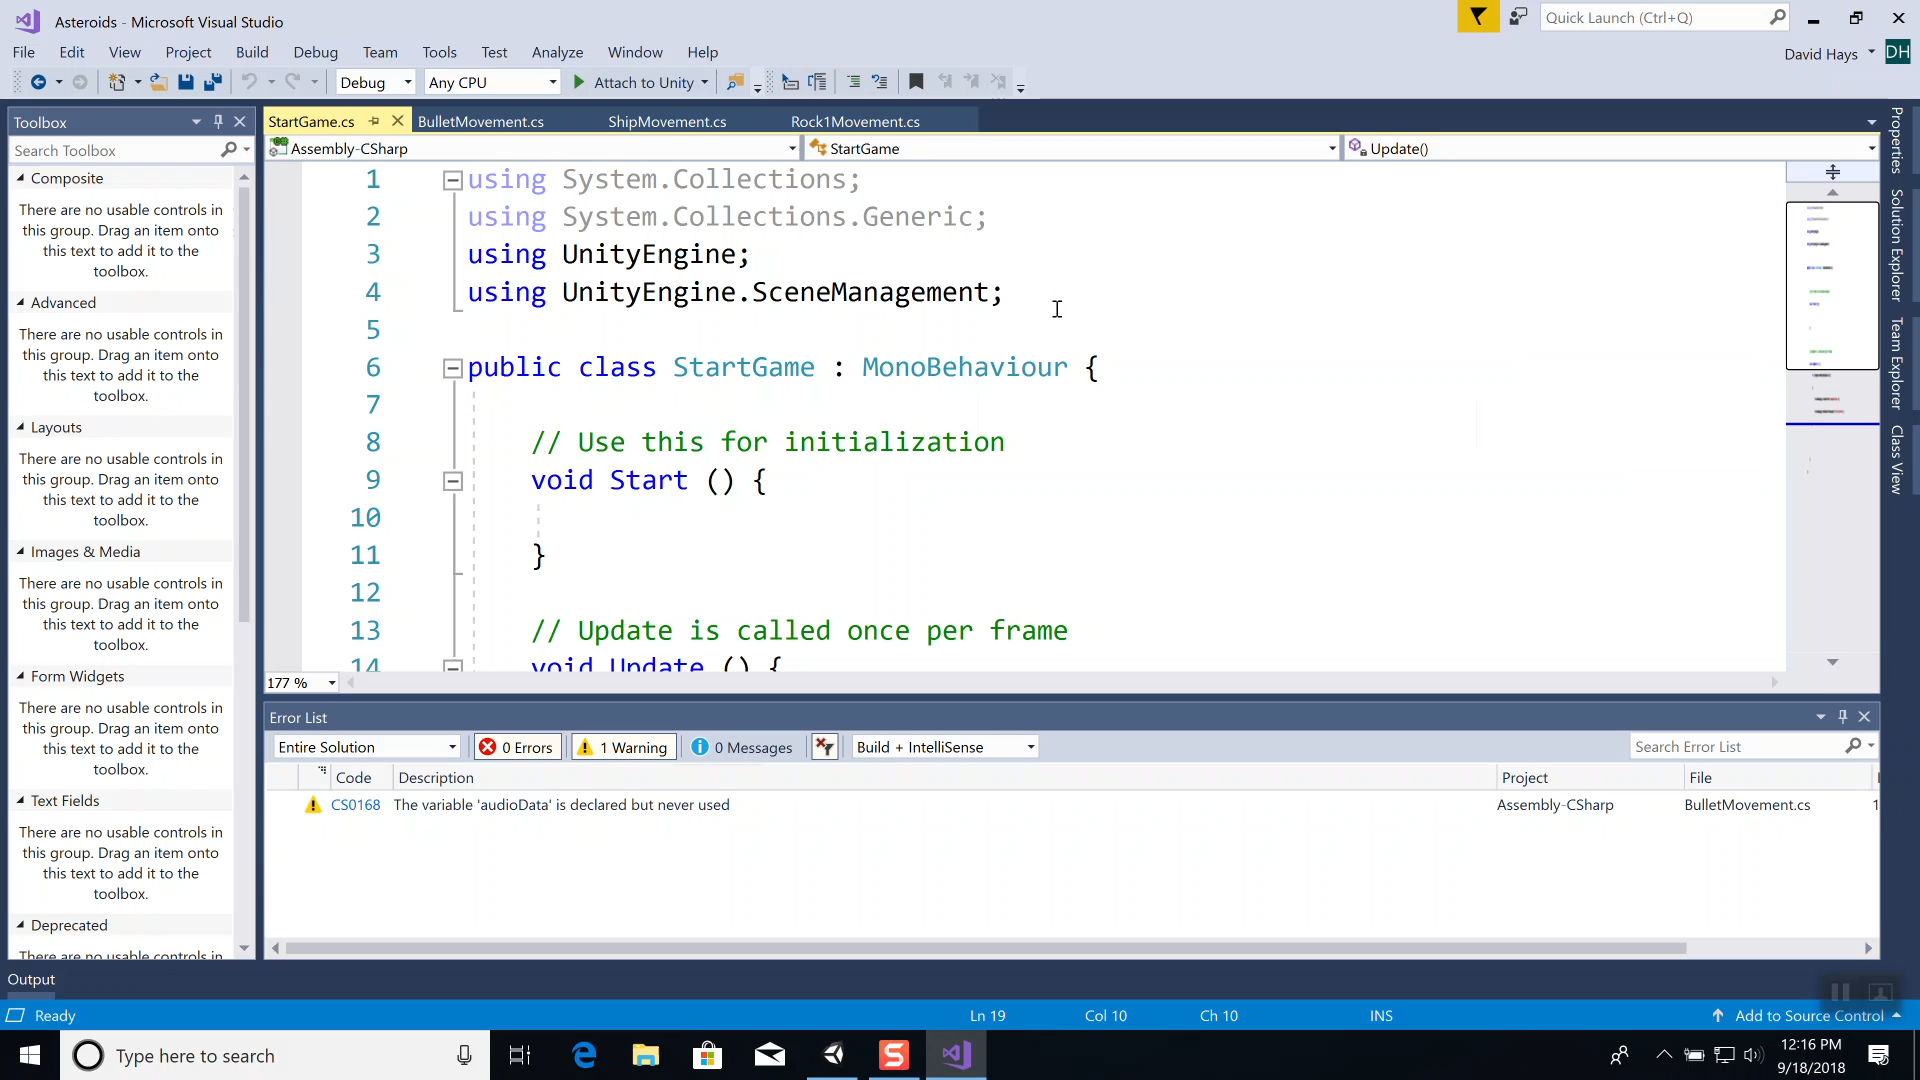 Asteroids - Microsoft Visual Studio
Quick Launch (Ctrl+Q)
File Edit View Project Build Debug Team Tools Test Analyze Window Help
David Hays DH
Debug Any CPU Attach to Unity
Toolbox
Search Toolbox
Composite
There are no usable controls in
this group. Drag an item onto
this text to add it to the
toolbox.
Advanced
There are no usable controls in
this group. Drag an item onto
this text to add it to the
toolbox.
Layouts
There are no usable controls in
this group. Drag an item onto
this text to add it to the
toolbox.
Images & Media
There are no usable controls in
this group. Drag an item onto
this text to add it to the
toolbox.
Form Widgets
There are no usable controls in
this group. Drag an item onto
this text to add it to the
toolbox.
Text Fields
There are no usable controls in
this group. Drag an item onto
this text to add it to the
toolbox.
Deprecated
There are no usable controls in
StartGame.cs BulletMovement.cs ShipMovement.cs Rock1Movement.cs
Assembly-CSharp StartGame Update()
1 using System.Collections;
2 using System.Collections.Generic;
3 using UnityEngine;
4 using UnityEngine.SceneManagement;
5
6 public class StartGame : MonoBehaviour {
7
8 // Use this for initialization
9 void Start () {
10
11 }
12
13 // Update is called once per frame
14 void Update () {
177 %
Properties
Solution Explorer
Team Explorer
Class View
Error List
Entire Solution 0 Errors 1 Warning 0 Messages Build + IntelliSense Search Error List
Code Description Project File
CS0168 The variable 'audioData' is declared but never used Assembly-CSharp BulletMovement.cs 1
Output
Ready Ln 19 Col 10 Ch 10 INS Add to Source Control
Type here to search
12:16 PM
9/18/2018